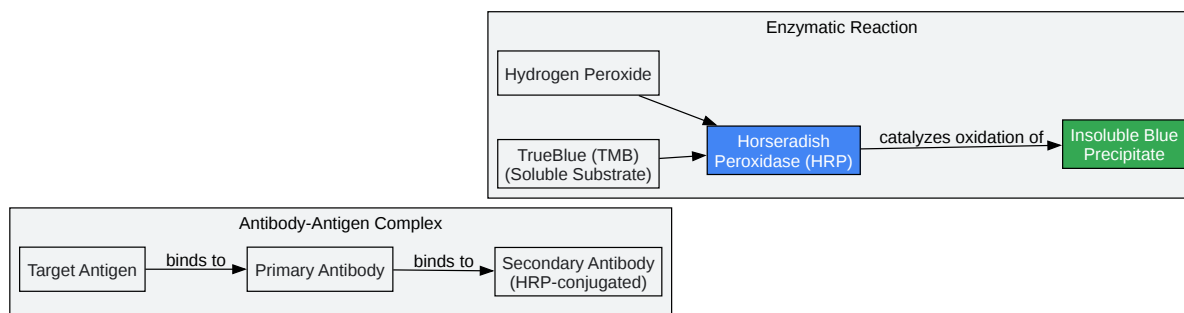 Enzymatic Reaction
Hydrogen Peroxide
TrueBlue (TMB)
(Soluble Substrate)
Horseradish
Peroxidase (HRP)
catalyzes oxidation of
Insoluble Blue
Precipitate
Antibody-Antigen Complex
Target Antigen
binds to
Primary Antibody
binds to
Secondary Antibody
(HRP-conjugated)